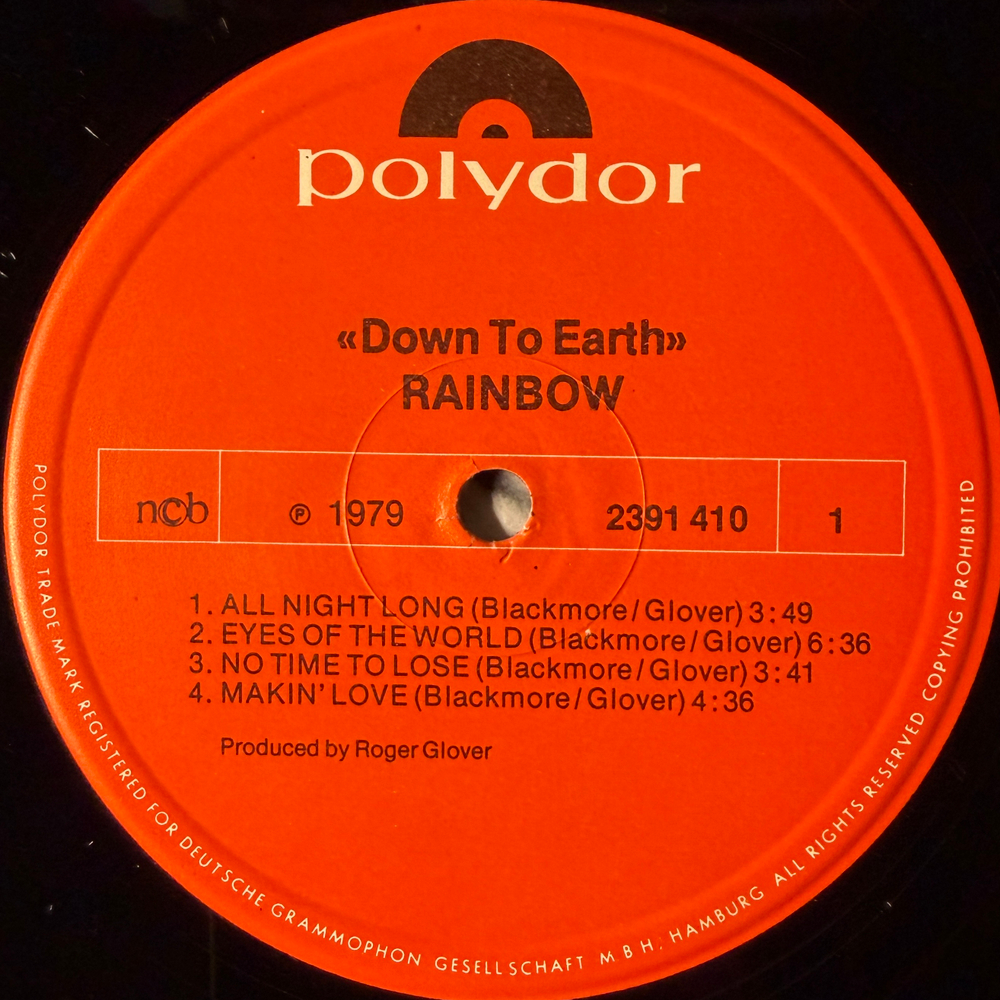 polydor
«Down To Earth»
RAINBOW
n©b ℗ 1979 2391 410 1
1. ALL NIGHT LONG (Blackmore/Glover) 3:49
2. EYES OF THE WORLD (Blackmore/Glover) 6:36
3. NO TIME TO LOSE (Blackmore/Glover) 3:41
4. MAKIN' LOVE (Blackmore/Glover) 4:36
Produced by Roger Glover
POLYDOR TRADE MARK REGISTERED FOR DEUTSCHE GRAMMOPHON GESELLSCHAFT M B H, HAMBURG ALL RIGHTS RESERVED COPYING PROHIBITED